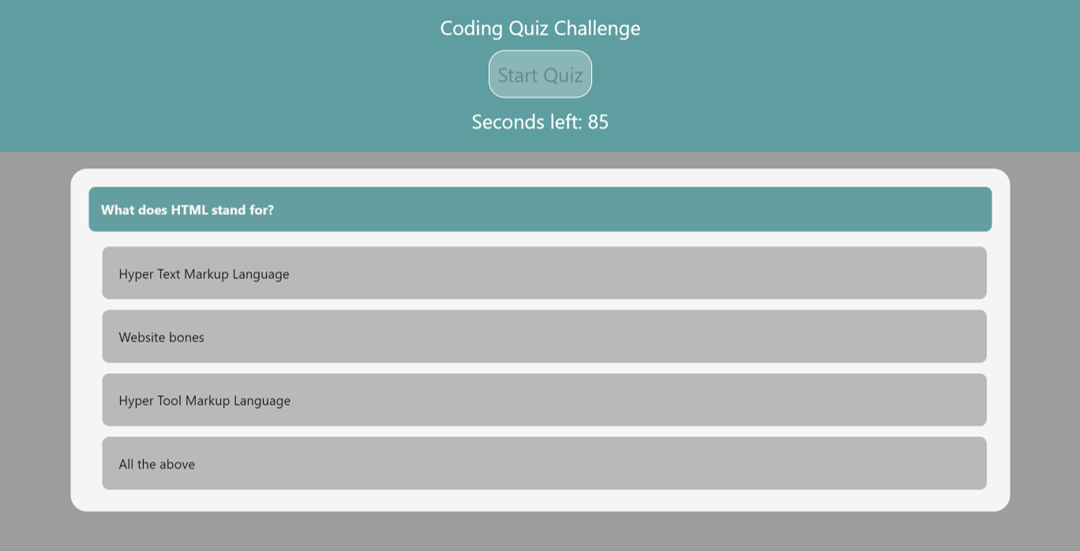 Coding Quiz Challenge
Start Quiz
Seconds left: 85
What does HTML stand for?
Hyper Text Markup Language
Website bones
Hyper Tool Markup Language
All the above